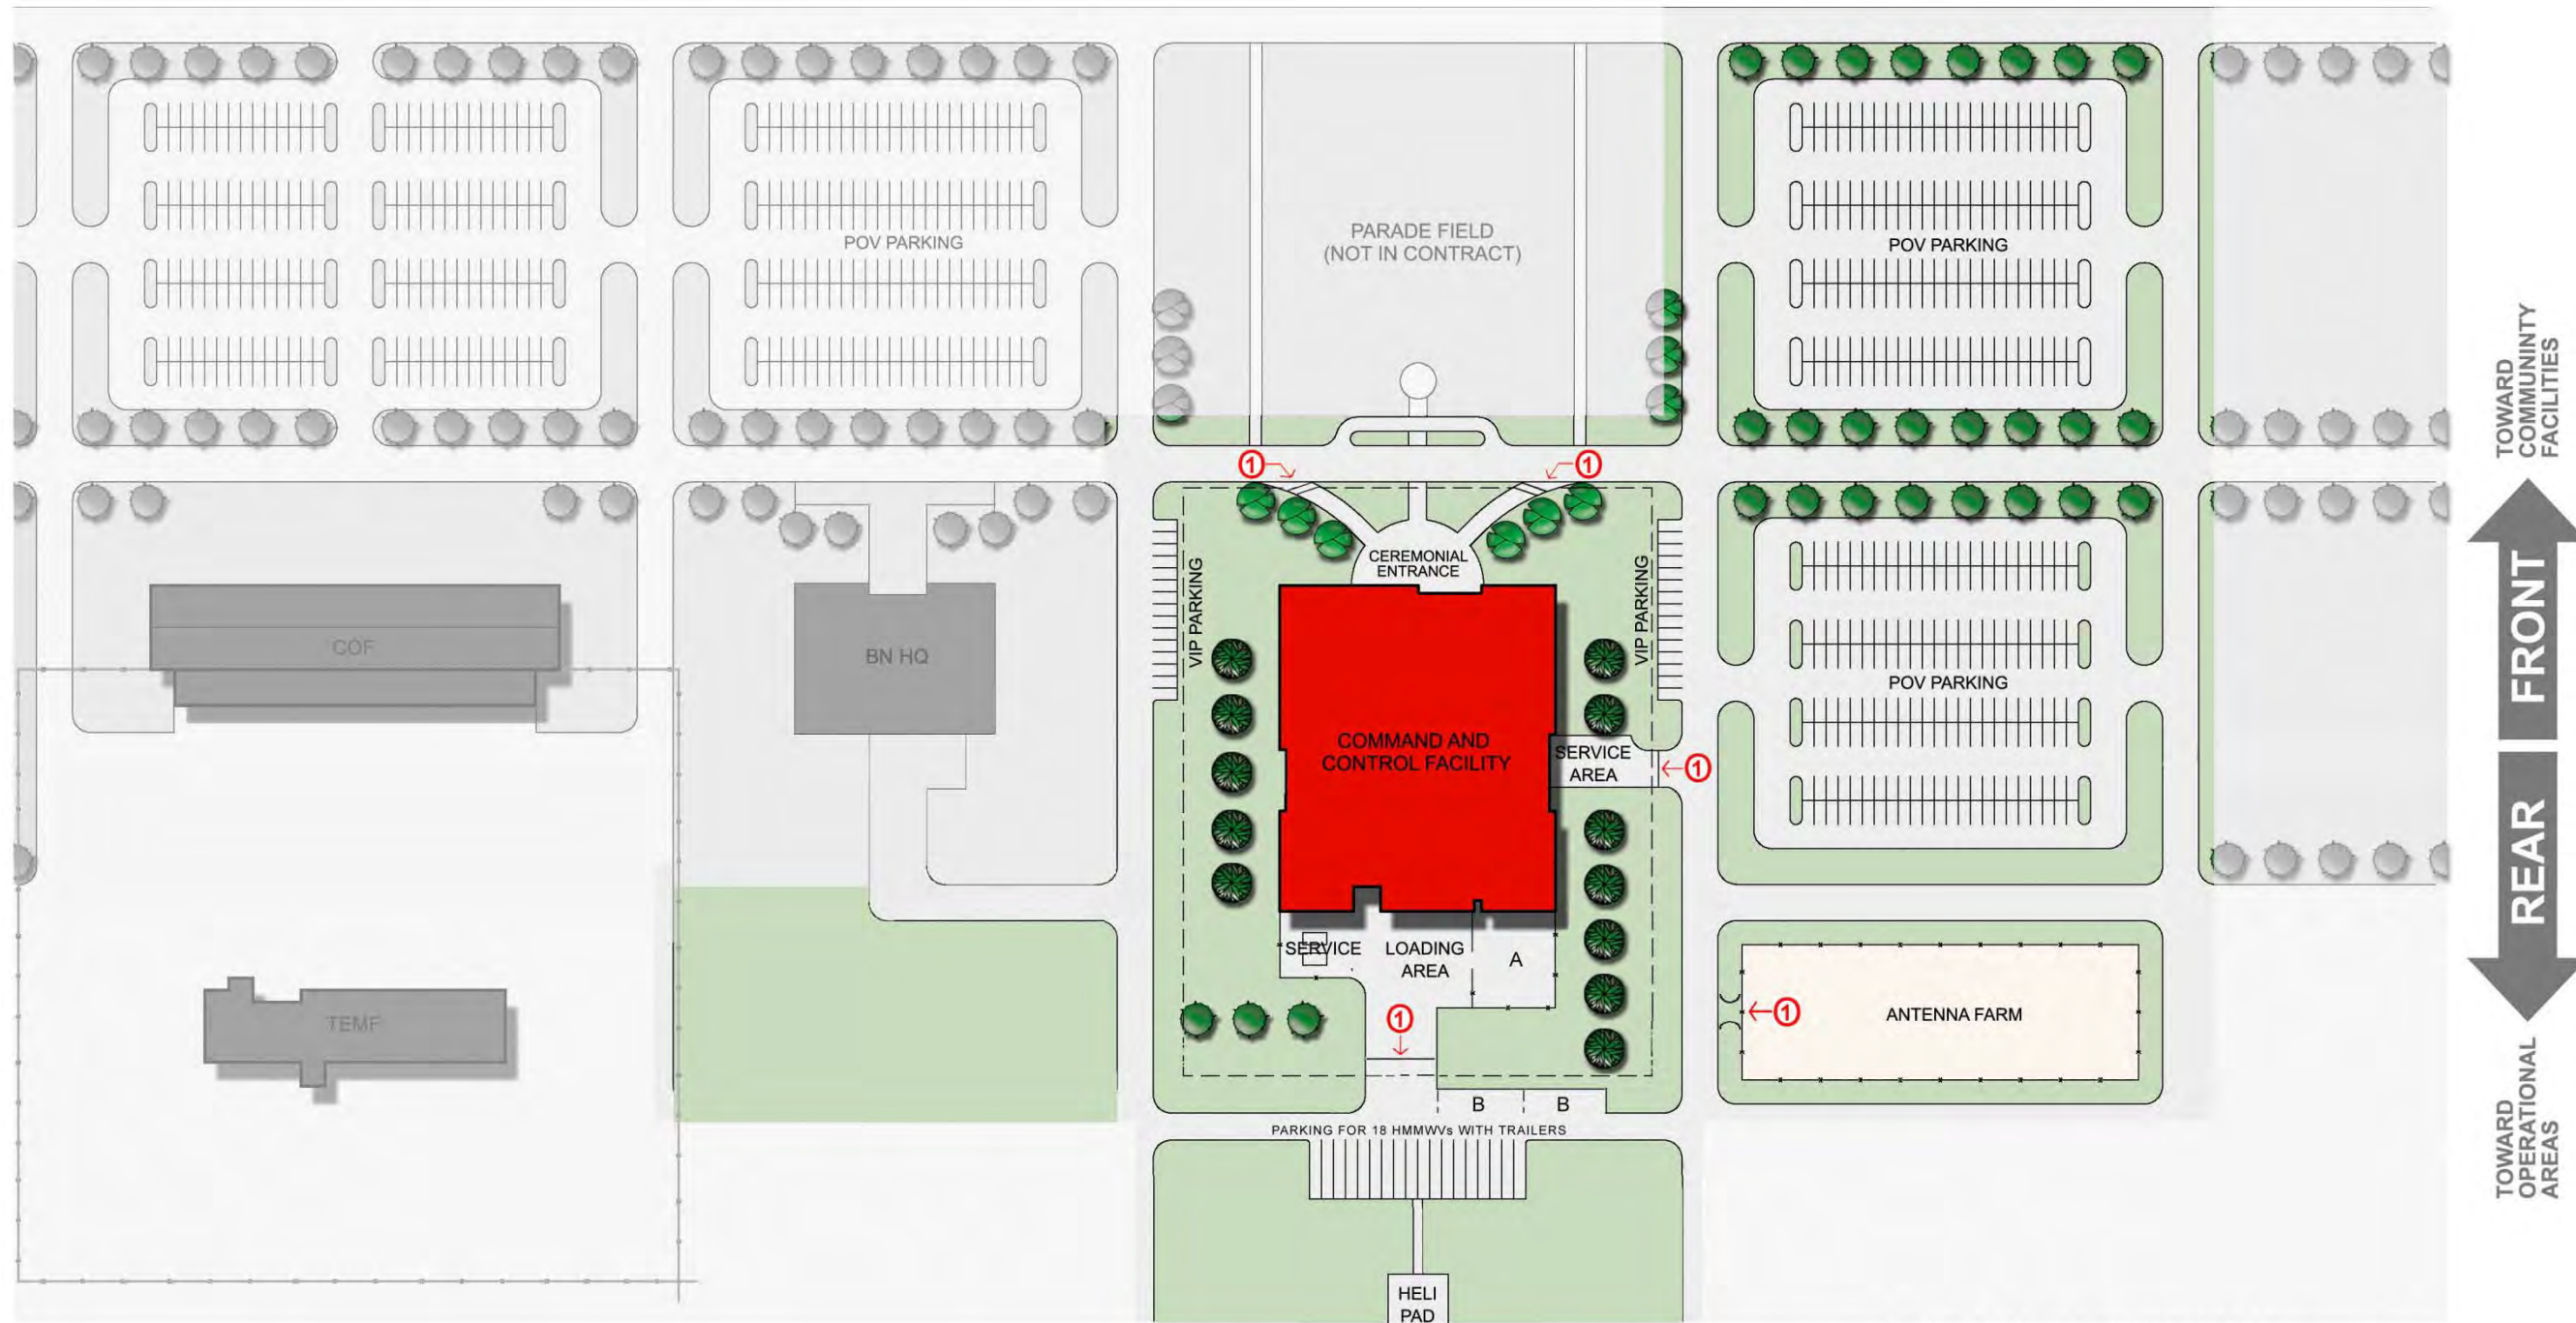 POV PARKING
PARADE FIELD
(NOT IN CONTRACT)
POV PARKING
TOWARD
COMMUNINTY
FACILIITIES
1
1
CEREMONIAL
ENTRANCE
VIP PARKING
VIP PARKING
FRONT
COF
BN HQ
POV PARKING
COMMAND AND
CONTROL FACILITY
SERVICE
AREA
1
REAR
SERVICE
LOADING
AREA
A
TEMF
1
1
ANTENNA FARM
B
B
PARKING FOR 18 HMMWVs WITH TRAILERS
TOWARD
OPERATIONAL
AREAS
HELI
PAD